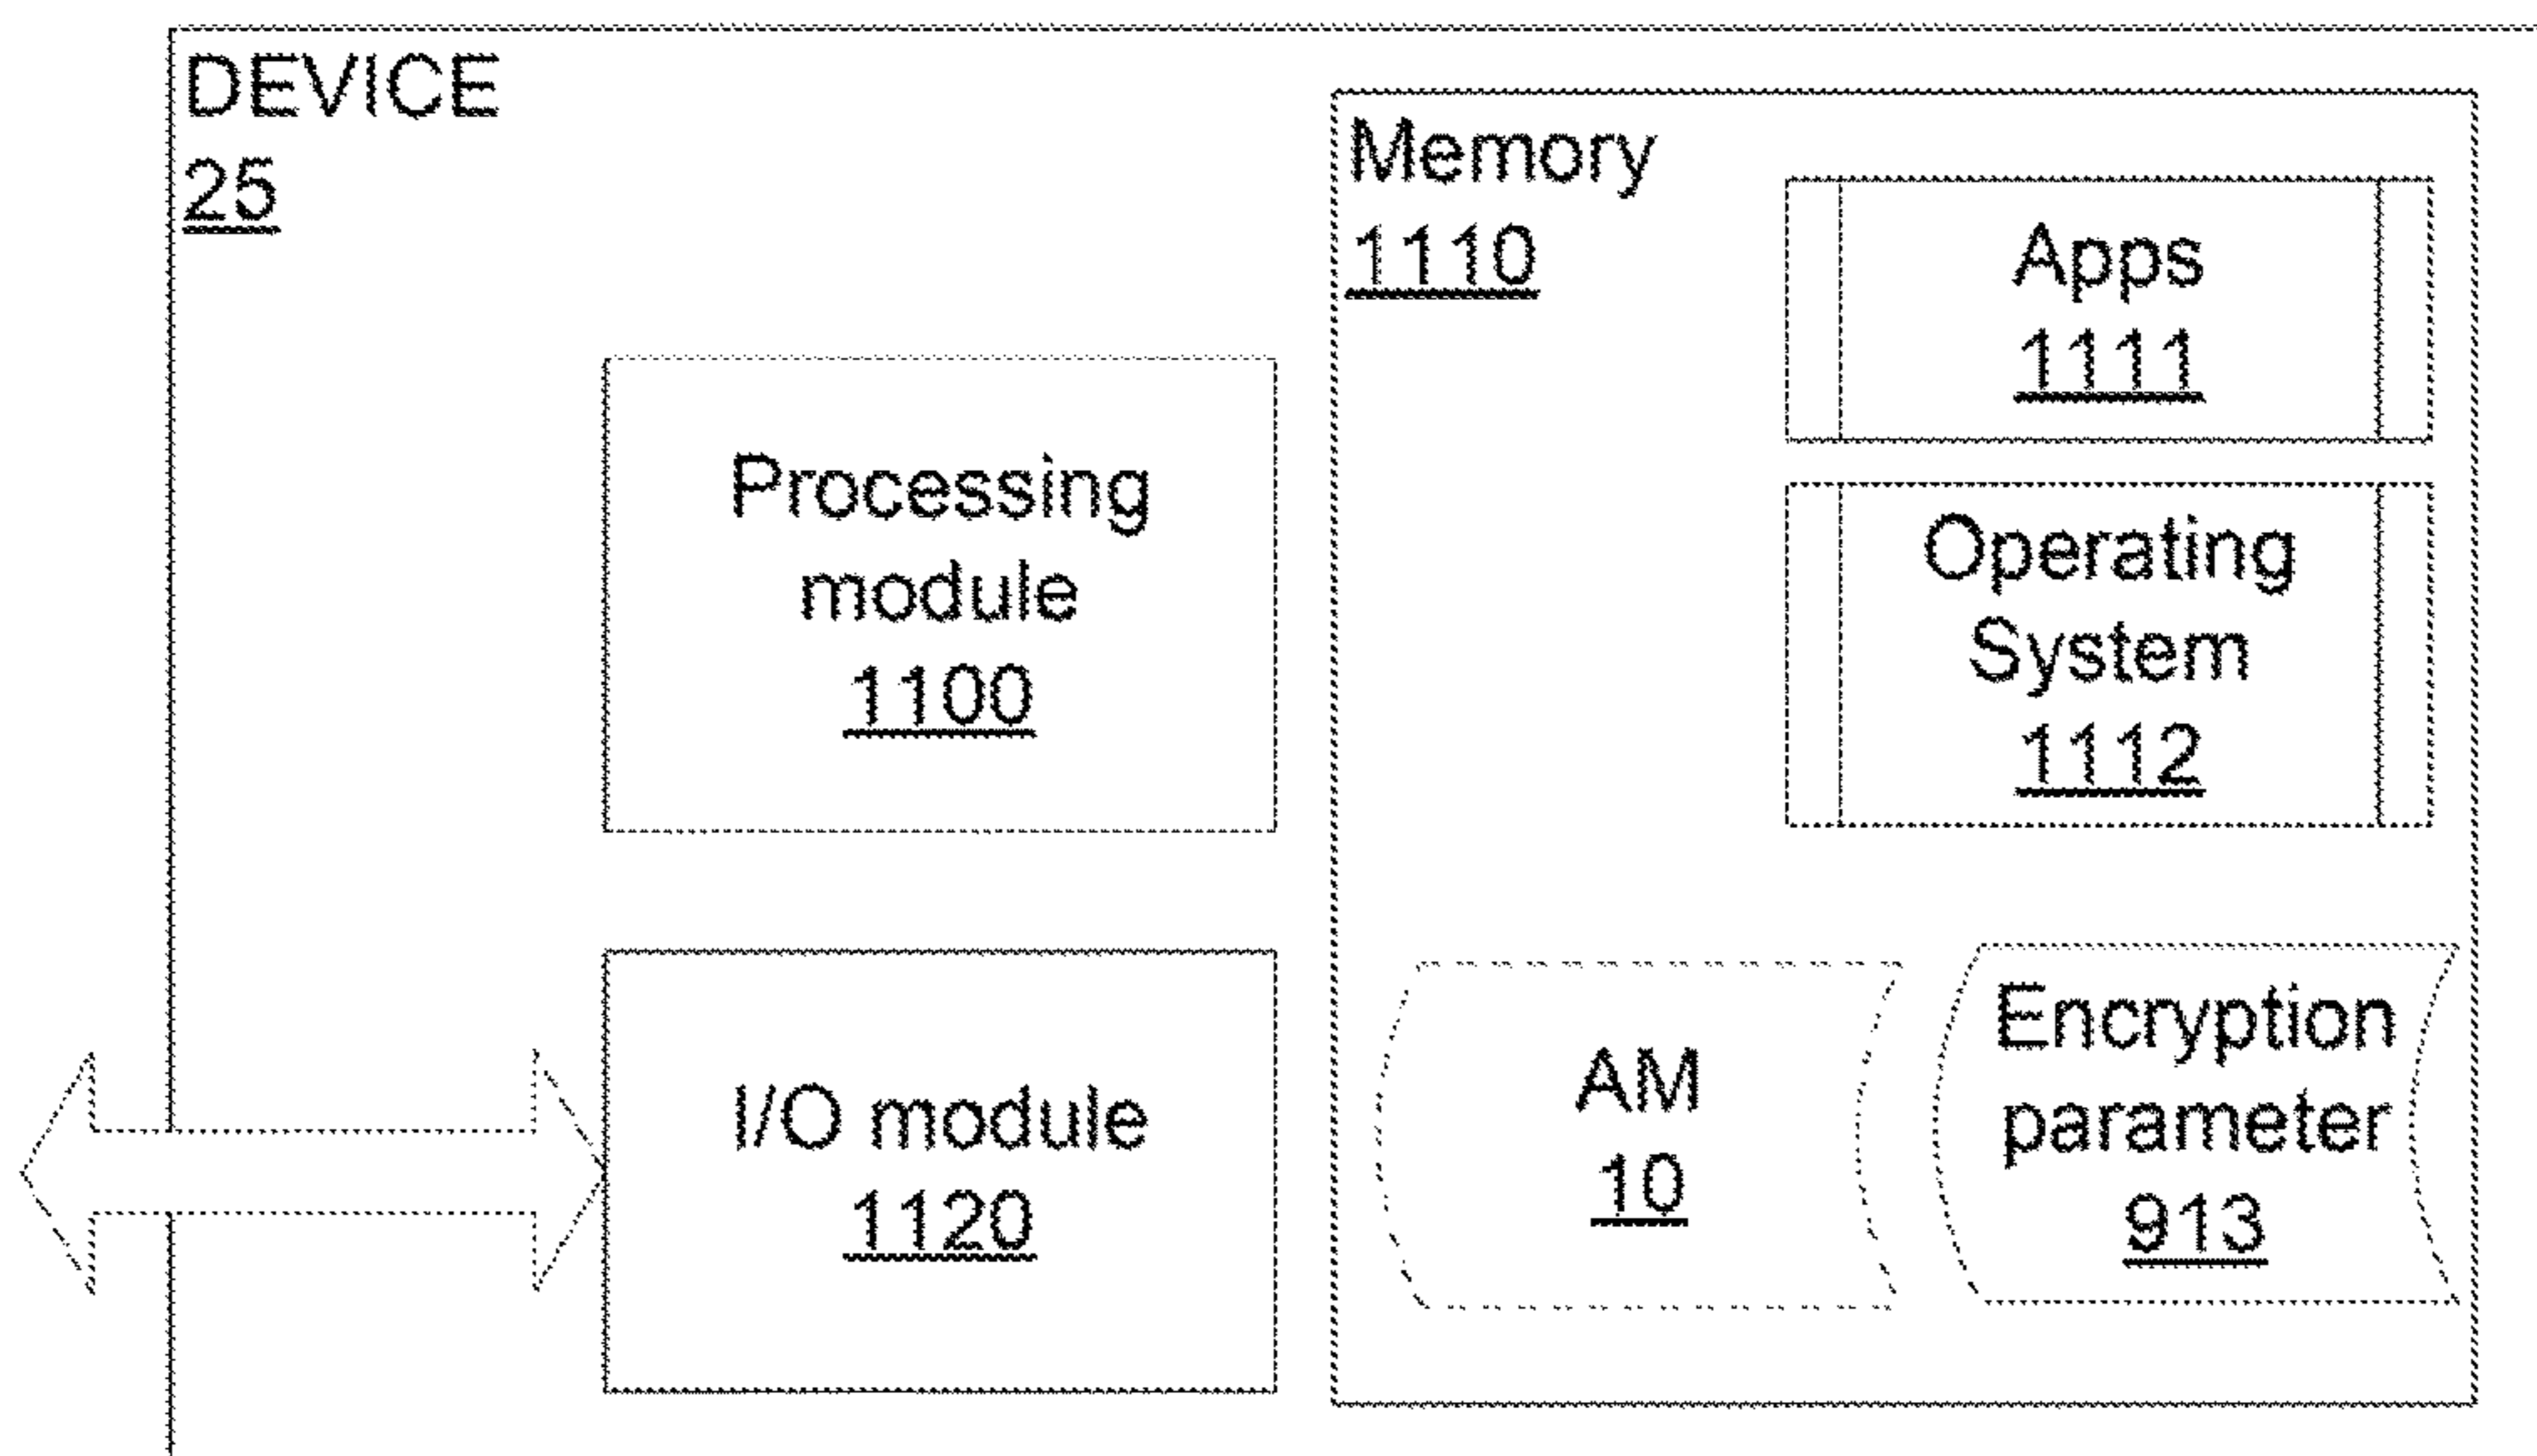 DEVICE
25
Memory
1110
Apps
1111
Processing
module
1100
Operating
System
1112
I/O module
1120
AM
10
Encryption
parameter
913